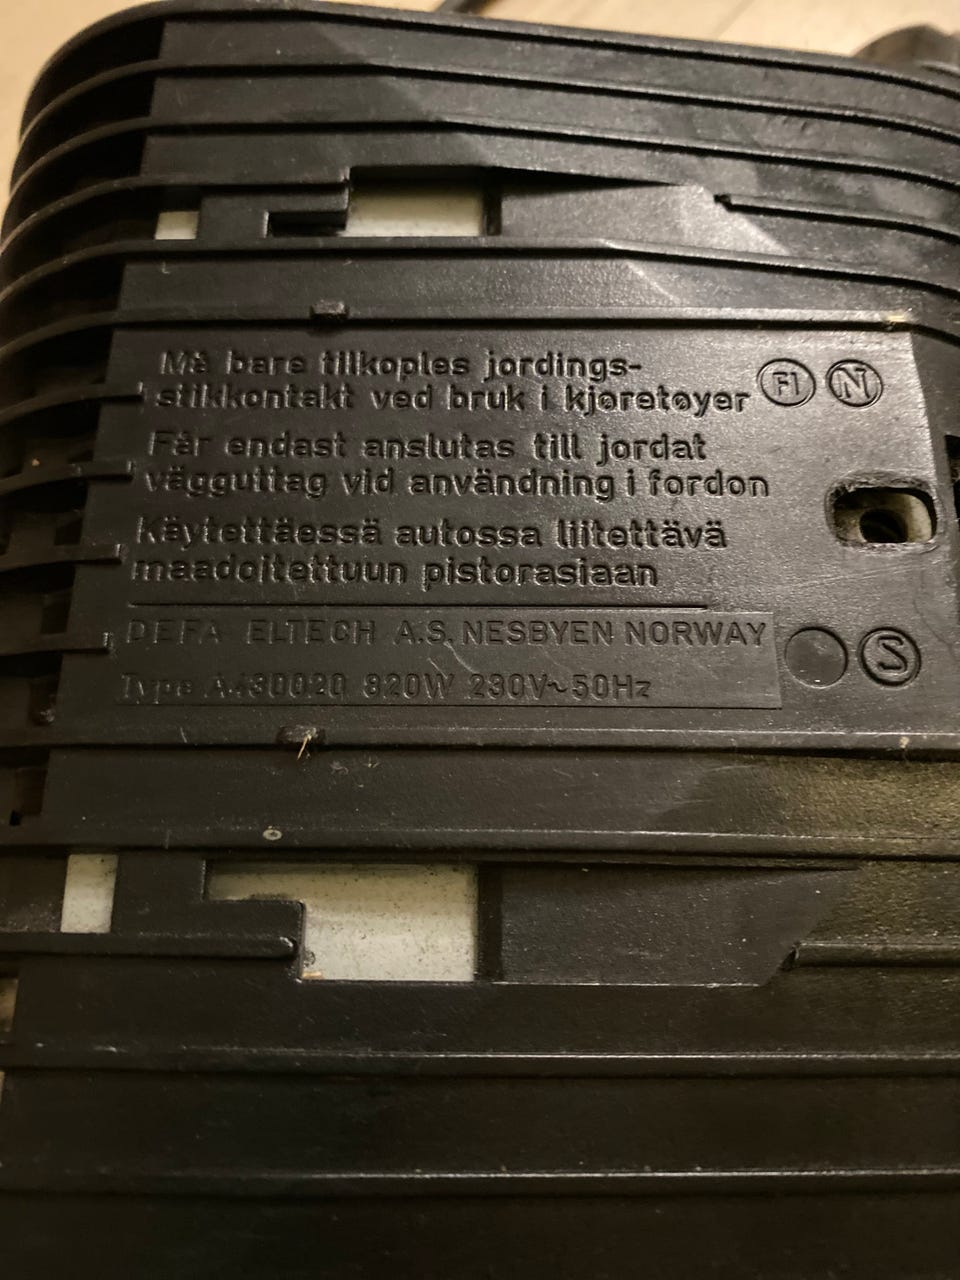 Må bare tilkoples jordings-
stikkontakt ved bruk i kjøretøyer FI N
Får endast anslutas till jordat
vägguttag vid användning i fordon
Käytettäessä autossa liitettävä
maadoitettuun pistorasiaan
DEFA ELTECH A.S. NESBYEN NORWAY S
Type A430020 820W 230V~50Hz